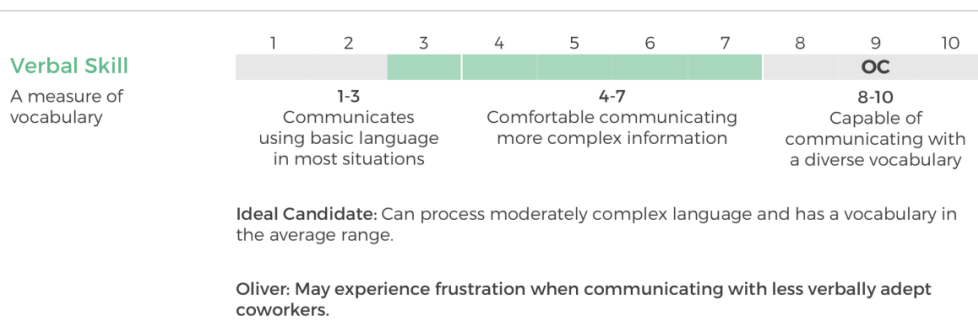 1 2 3 4 5 6 7 8 9 10
Verbal Skill
OC
A measure of
vocabulary
1-3
Communicates
using basic language
in most situations
4-7
Comfortable communicating
more complex information
8-10
Capable of
communicating with
a diverse vocabulary
Ideal Candidate: Can process moderately complex language and has a vocabulary in
the average range.
Oliver: May experience frustration when communicating with less verbally adept
coworkers.